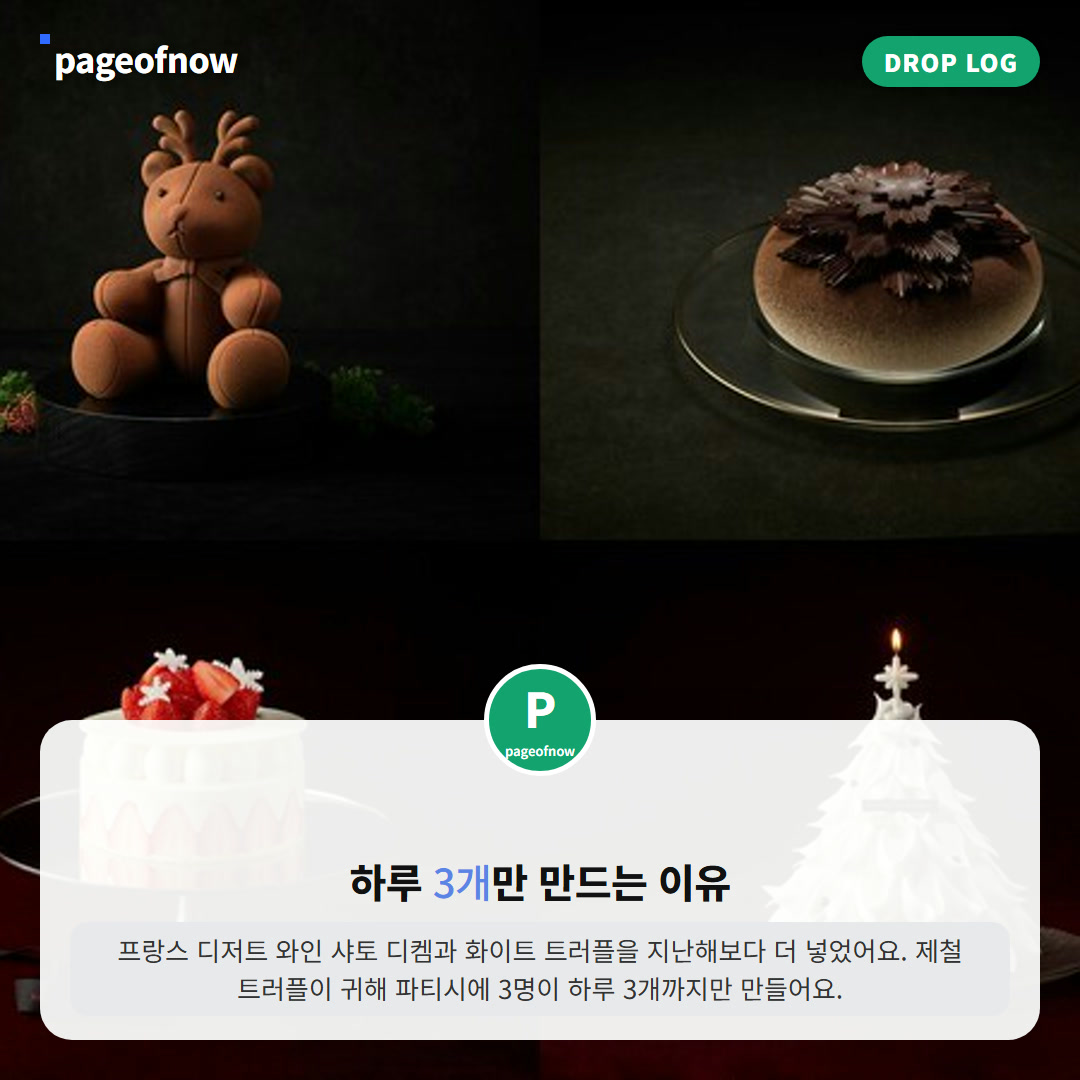 pageofnow
DROP LOG
P
pageofnow
하루 3개만 만드는 이유
프랑스 디저트 와인 샤토 디켐과 화이트 트러플을 지난해보다 더 넣었어요. 제철
트러플이 귀해 파티시에 3명이 하루 3개까지만 만들어요.